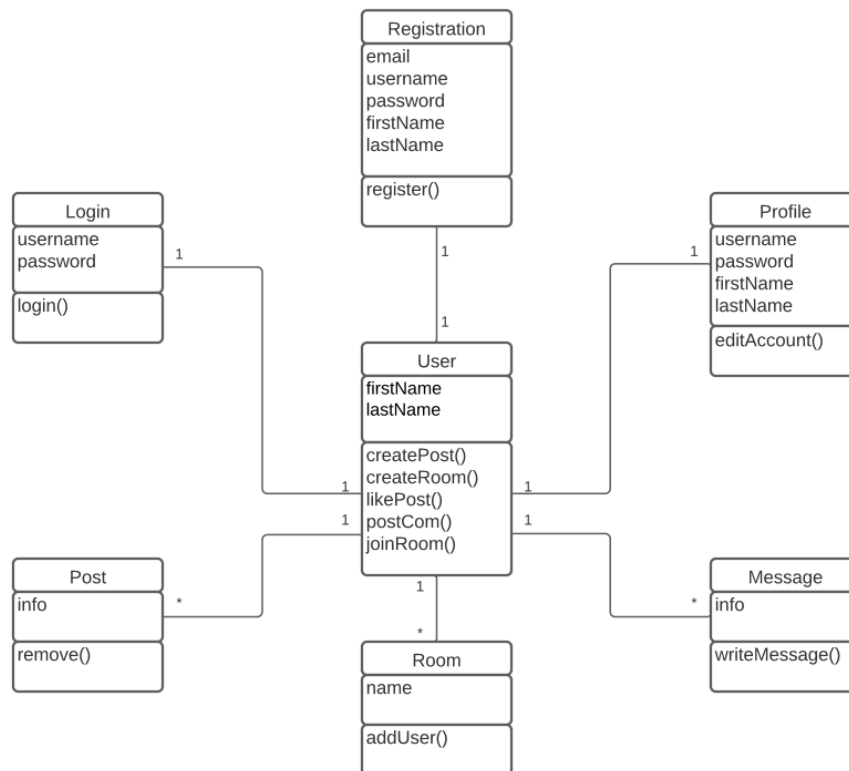 Registration
email
username
password
firstName
lastName
register()
Login
username
password
login()
1
Profile
username
password
firstName
lastName
editAccount()
1
1
1
User
firstName
lastName
createPost()
createRoom()
likePost()
postCom()
joinRoom()
1
1
1
1
Post
info
remove()
*
1
*
Room
name
addUser()
Message
info
writeMessage()
*